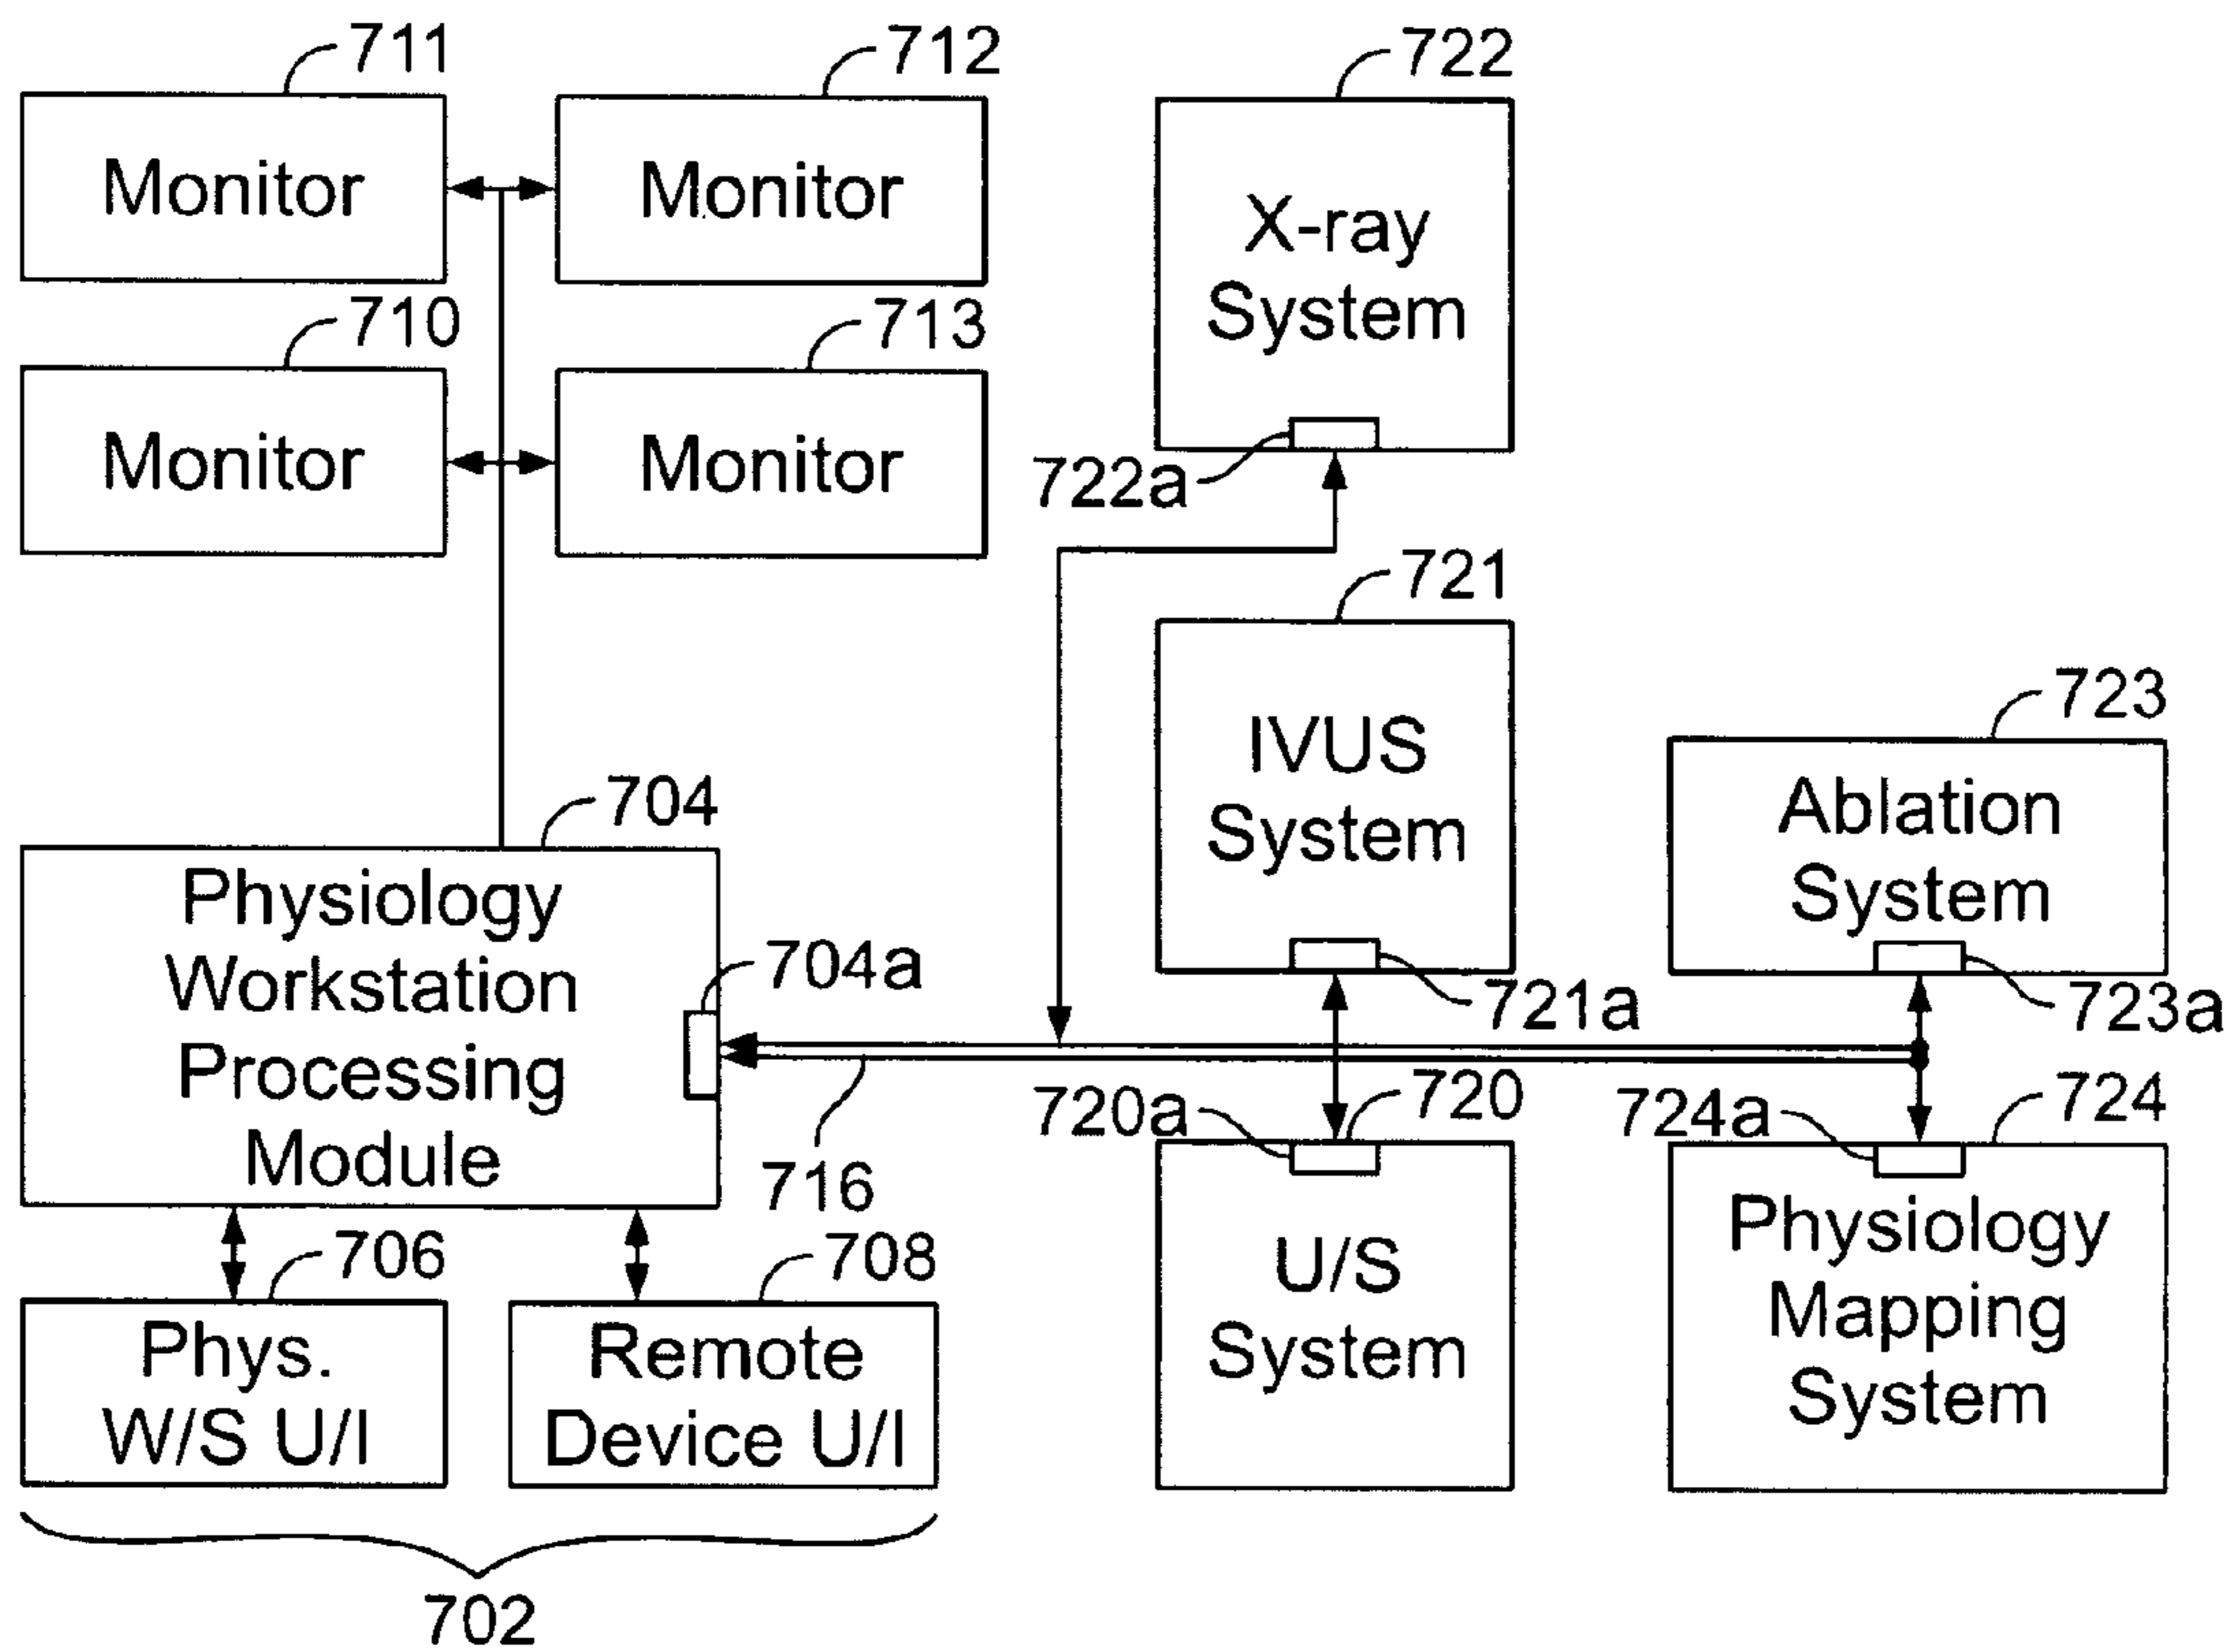 711
712
722
Monitor
Monitor
X-ray
System
710
713
Monitor
Monitor
722a
721
IVUS
System
723
Ablation
System
704
Physiology
Workstation
Processing
Module
704a
721a
723a
716
720a
720
724a
724
706
708
Phys.
W/S U/I
Remote
Device U/I
U/S
System
Physiology
Mapping
System
702